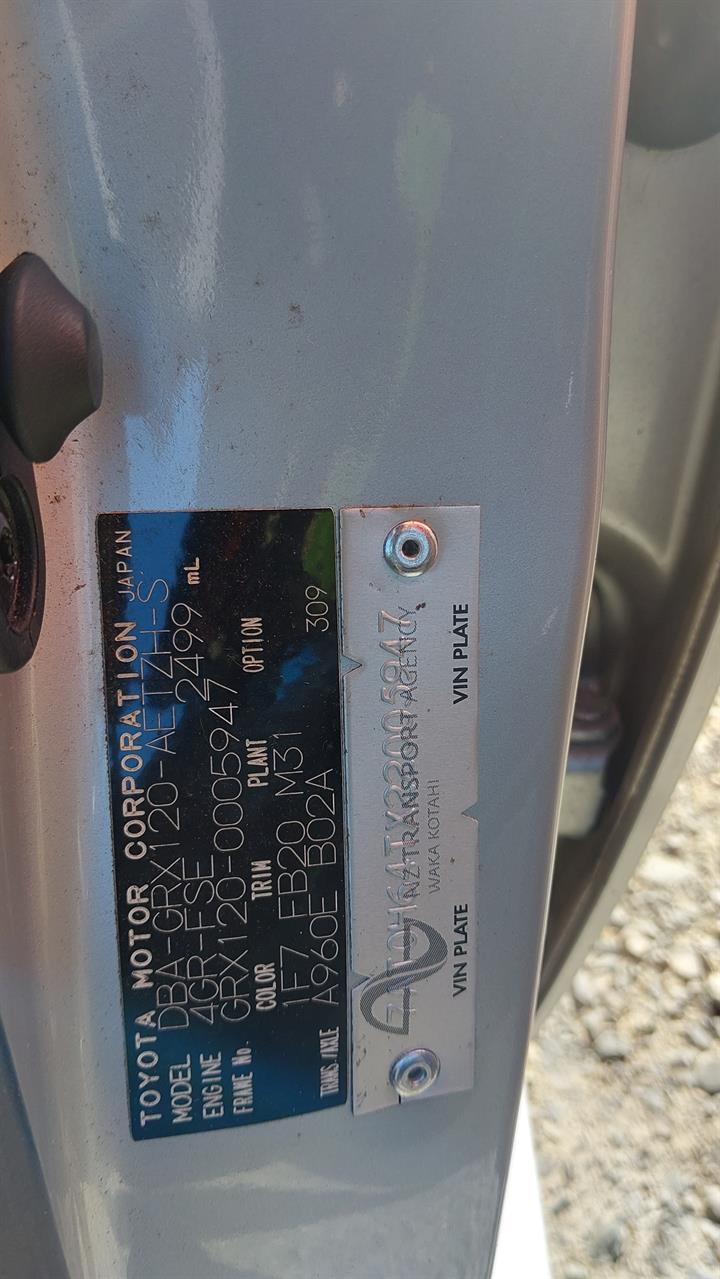 TOYOTA MOTOR CORPORATION JAPAN
MODEL DBA-GRX120-AETZH-S
ENGINE 4GR-FSE 2499 mL
FRAME No. GRX120-0005947
COLOR TRIM PLANT OPTION
1F7 FB20 M31 309
TRANS./AXLE A960E B02A
NZ TRANSPORT AGENCY
WAKA KOTAHI
VIN PLATE VIN PLATE